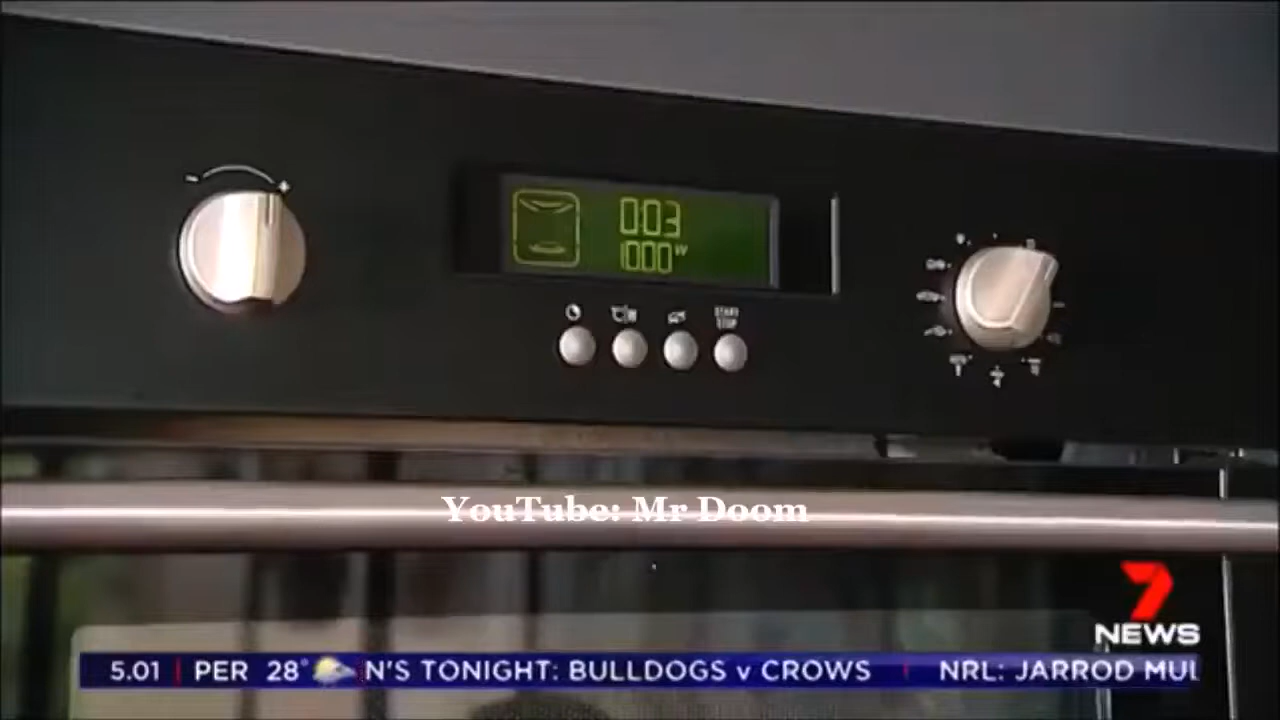 0:03
1000W
START
STOP
YouTube: Mr Doom
7
NEWS
5.01 | PER 28° N'S TONIGHT: BULLDOGS v CROWS | NRL: JARROD MUL